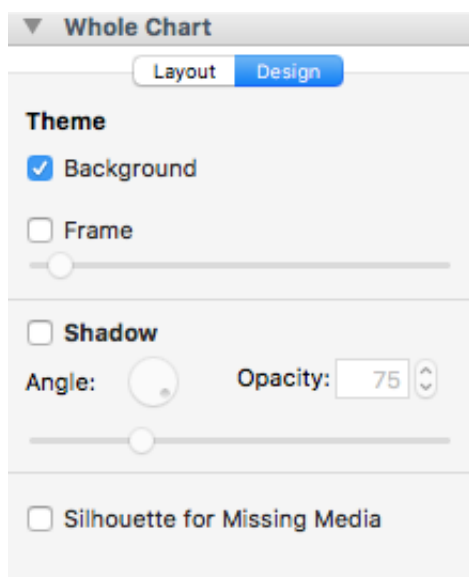 Whole Chart
Layout Design
Theme
Background
Frame
Shadow
Angle: Opacity: 75
Silhouette for Missing Media